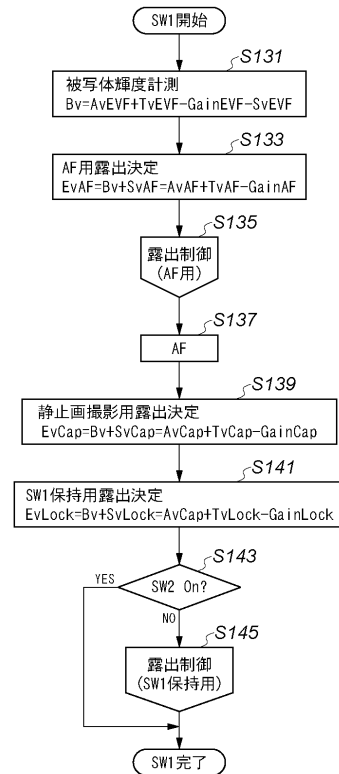 SW1開始
S131
被写体輝度計測
Bv=AvEVF+TvEVF-GainEVF-SvEVF
S133
AF用露出決定
EvAF=Bv+SvAF=AvAF+TvAF-GainAF
S135
露出制御
(AF用)
S137
AF
S139
静止画撮影用露出決定
EvCap=Bv+SvCap=AvCap+TvCap-GainCap
S141
SW1保持用露出決定
EvLock=Bv+SvLock=AvCap+TvLock-GainLock
S143
YES
SW2 On?
NO
S145
露出制御
(SW1保持用)
SW1完了